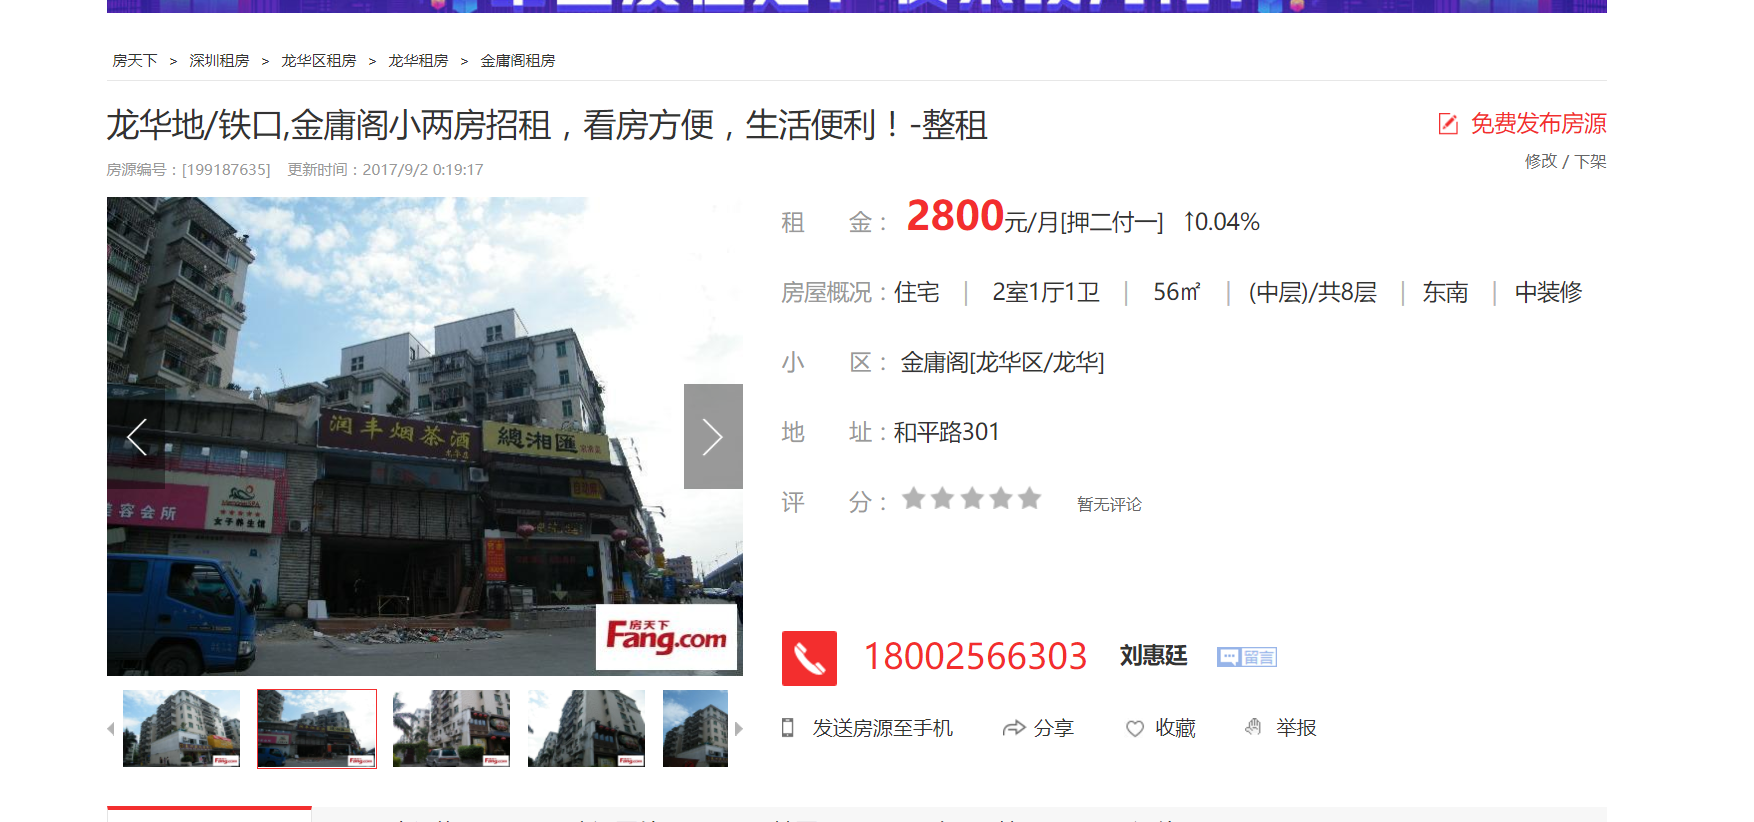 房天下 > 深圳租房 > 龙华区租房 > 龙华租房 > 金庸阁租房
龙华地/铁口,金庸阁小两房招租，看房方便，生活便利！-整租
免费发布房源
房源编号：[199187635] 更新时间：2017/9/2 0:19:17
修改 / 下架
租 金： 2800元/月[押二付一] ↑0.04%
房屋概况：住宅 | 2室1厅1卫 | 56㎡ | (中层)/共8层 | 东南 | 中装修
小 区： 金庸阁[龙华区/龙华]
地 址：和平路301
评 分： 暂无评论
润丰烟茶酒
總湘匯
容会所
女子养生馆
房天下
Fang.com
18002566303 刘惠廷 留言
发送房源至手机 分享 收藏 举报